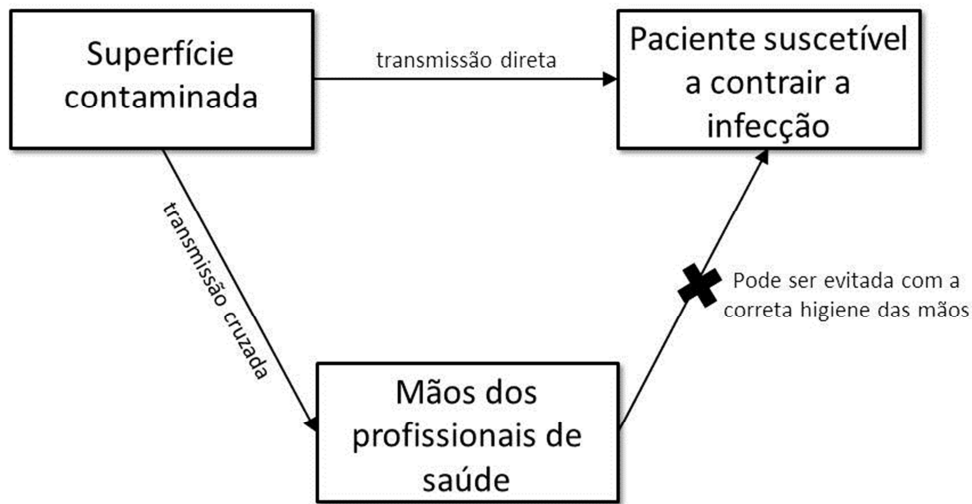 Superfície
contaminada
transmissão direta
Paciente suscetível
a contrair a
infecção
transmissão cruzada
Pode ser evitada com a
correta higiene das mãos
Mãos dos
profissionais de
saúde